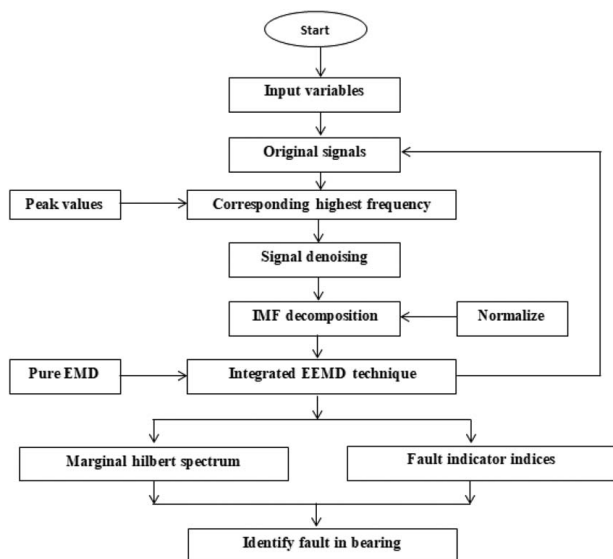 Start
Input variables
Original signals
Peak values
Corresponding highest frequency
Signal denoising
IMF decomposition
Normalize
Pure EMD
Integrated EEMD technique
Marginal hilbert spectrum
Fault indicator indices
Identify fault in bearing